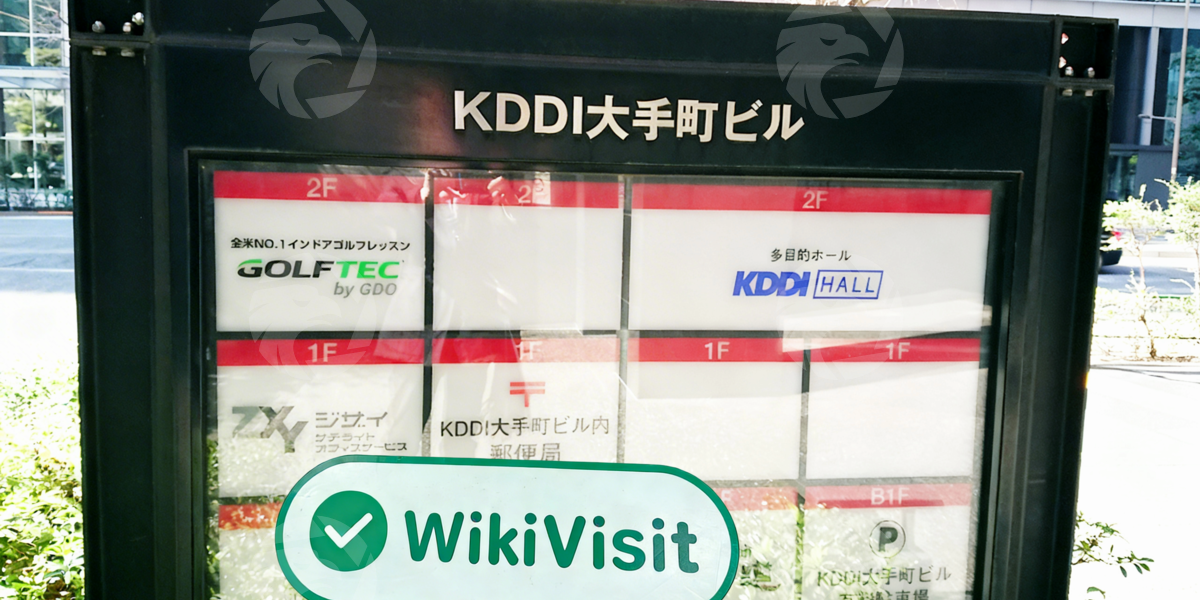 KDDI大手町ビル
2F
2F
2F
全米NO.1インドアゴルフレッスン
GOLFTEC
by GDO
多目的ホール
KDDI HALL
1F
1F
1F
1F
ZXY ジザイ
サテライト
オフィスサービス
〒
KDDI大手町ビル内
郵便局
B1F
P
KDDI大手町ビル
WikiVisit